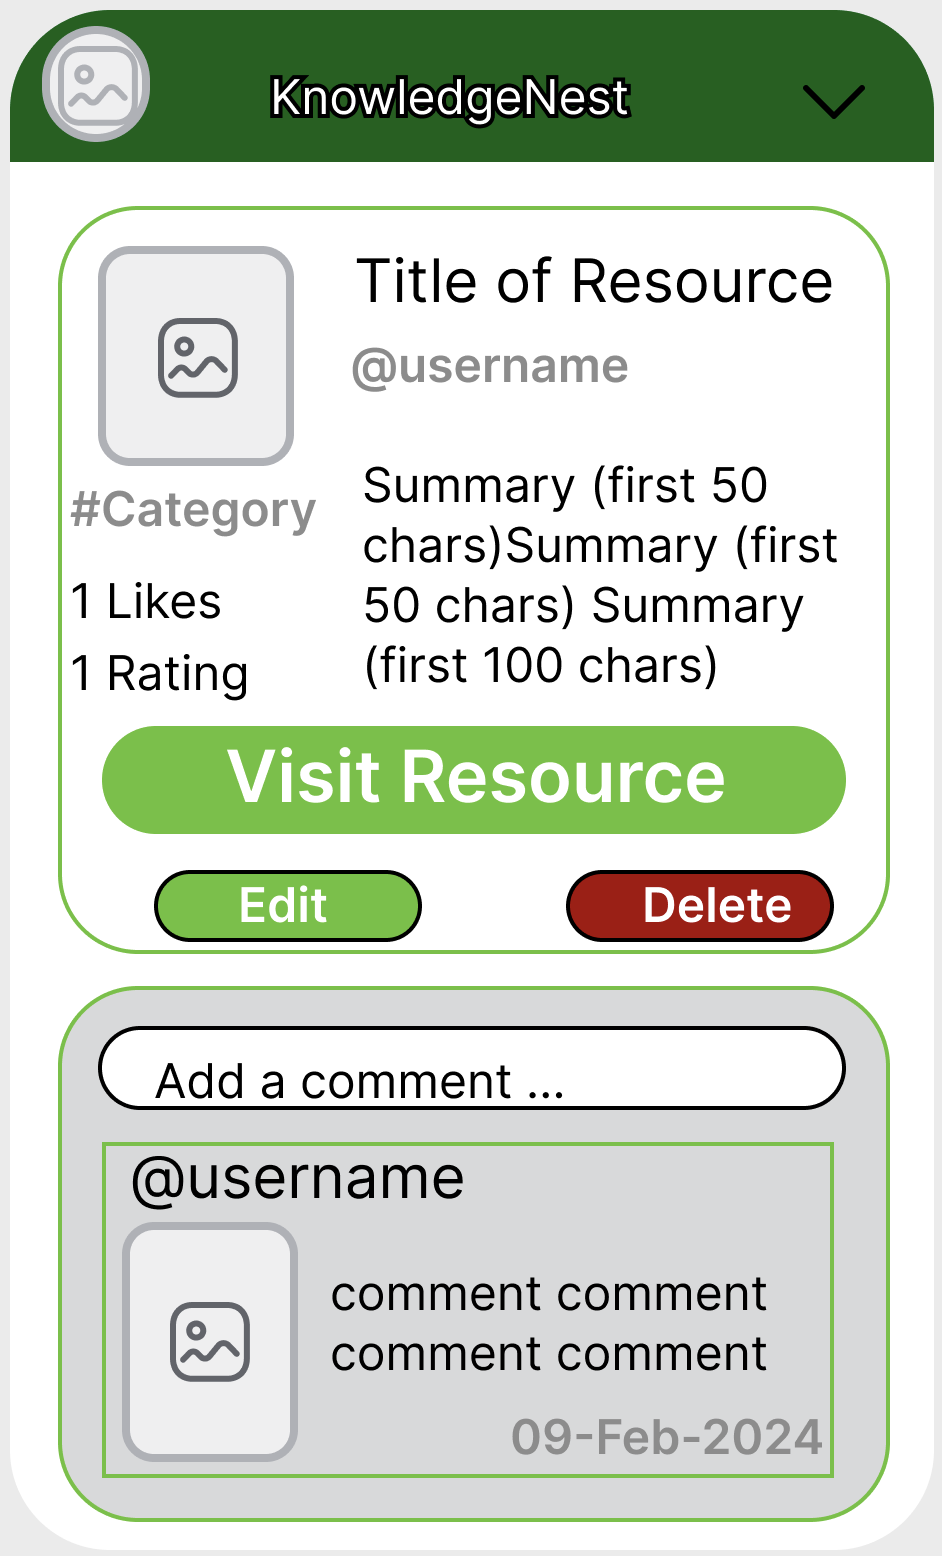 KnowledgeNest
Title of Resource
@username
#Category
1 Likes
1 Rating
Summary (first 50
chars)Summary (first
50 chars) Summary
(first 100 chars)
Visit Resource
Edit
Delete
Add a comment ...
@username
comment comment
comment comment
09-Feb-2024